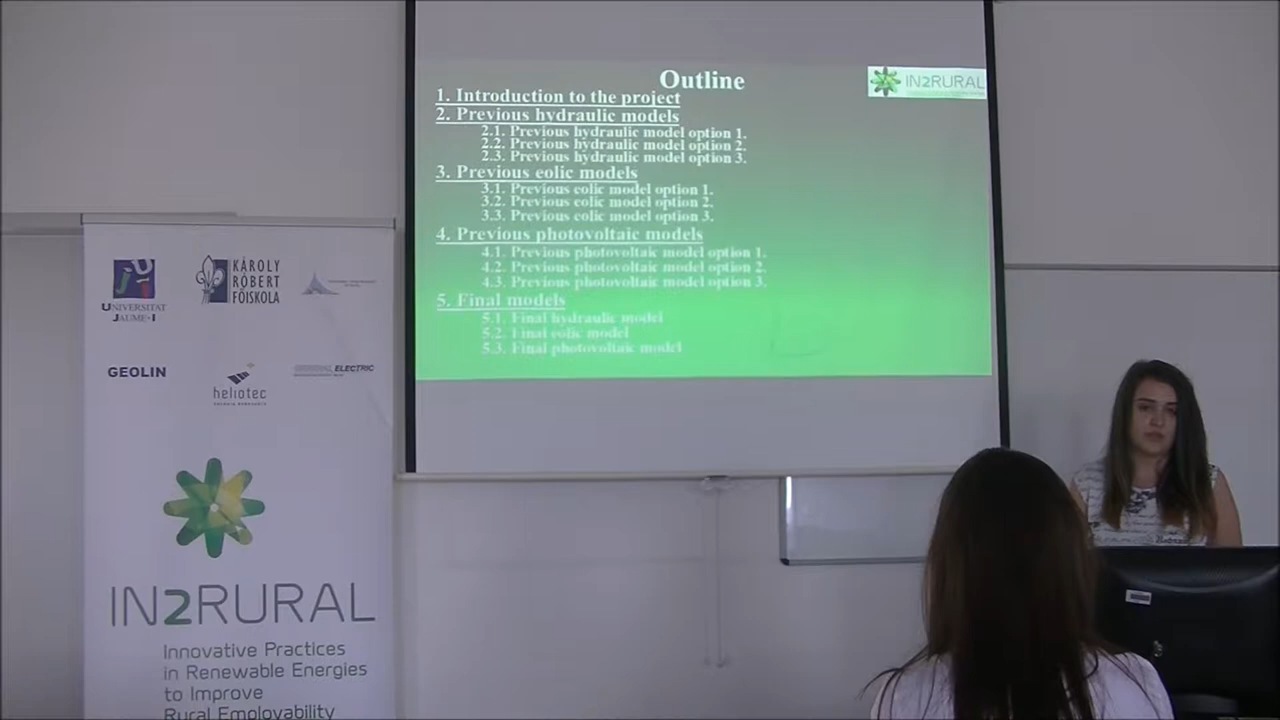 Outline
IN2RURAL
1. Introduction to the project
2. Previous hydraulic models
2.1. Previous hydraulic model option 1.
2.2. Previous hydraulic model option 2.
2.3. Previous hydraulic model option 3.
3. Previous eolic models
3.1. Previous eolic model option 1.
3.2. Previous eolic model option 2.
3.3. Previous eolic model option 3.
4. Previous photovoltaic models
4.1. Previous photovoltaic model option 1.
4.2. Previous photovoltaic model option 2.
4.3. Previous photovoltaic model option 3.
5. Final models
5.1. Final hydraulic model
5.2. Final eolic model
5.3. Final photovoltaic model
UJI
UNIVERSITAT
JAUME·I
KÁROLY
RÓBERT
FŐISKOLA
GEOLIN
heliotec
ELECTRIC
IN2RURAL
Innovative Practices
in Renewable Energies
to Improve
Rural Employability